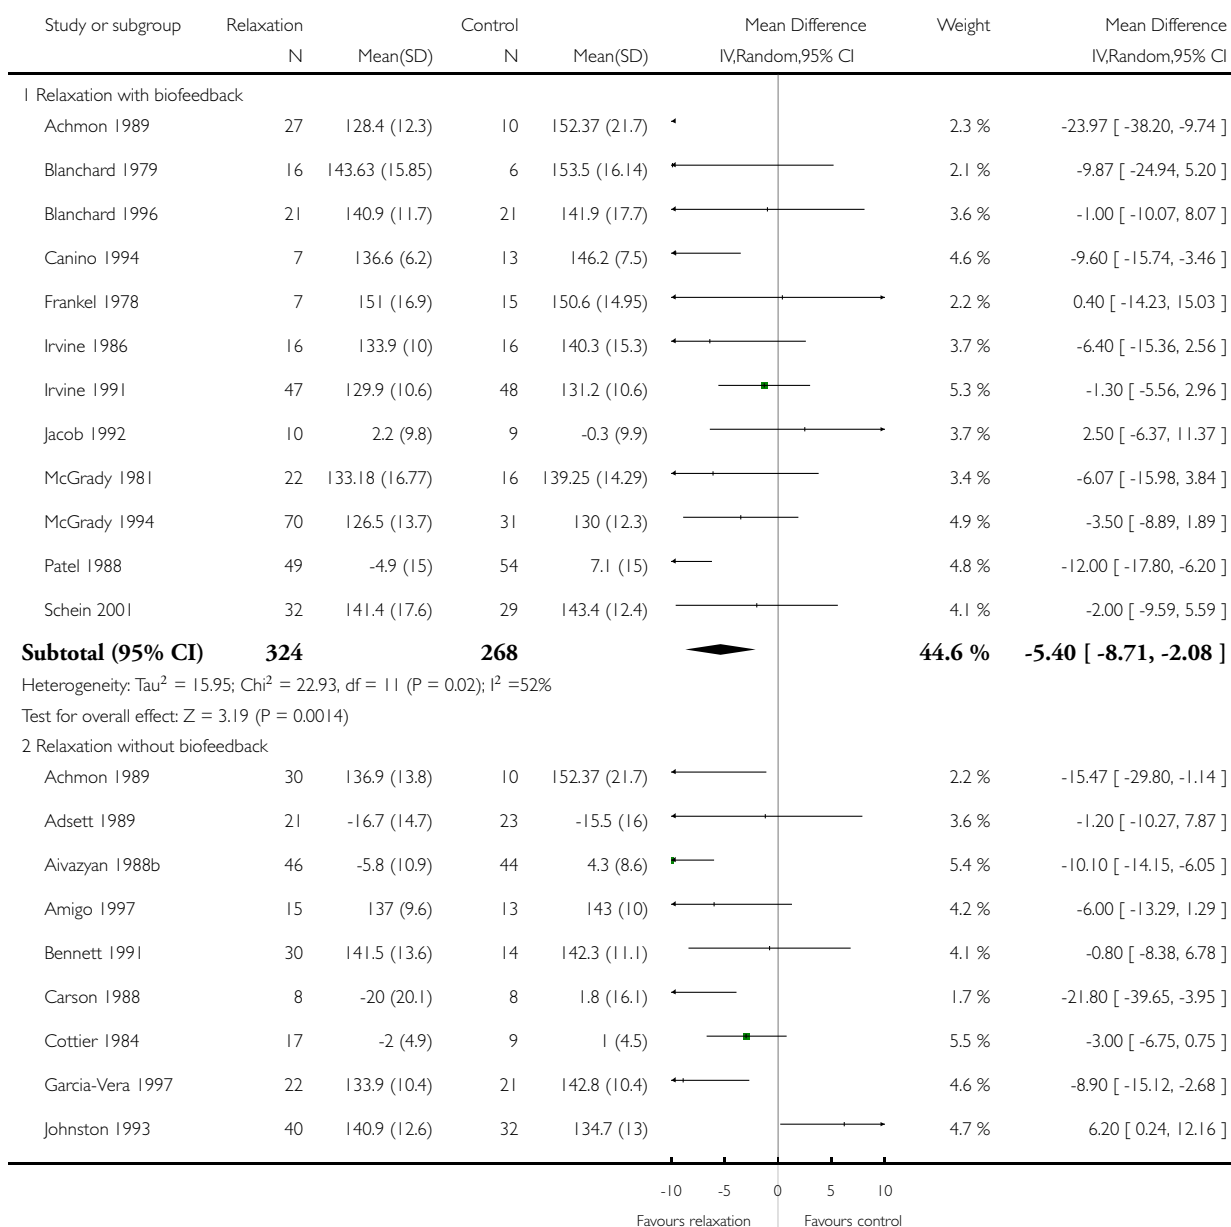 Study or subgroup Relaxation Control Mean Difference Weight Mean Difference
N Mean(SD) N Mean(SD) IV,Random,95% CI IV,Random,95% CI
1 Relaxation with biofeedback
Achmon 1989 27 128.4 (12.3) 10 152.37 (21.7) 2.3 % -23.97 [ -38.20, -9.74 ]
Blanchard 1979 16 143.63 (15.85) 6 153.5 (16.14) 2.1 % -9.87 [ -24.94, 5.20 ]
Blanchard 1996 21 140.9 (11.7) 21 141.9 (17.7) 3.6 % -1.00 [ -10.07, 8.07 ]
Canino 1994 7 136.6 (6.2) 13 146.2 (7.5) 4.6 % -9.60 [ -15.74, -3.46 ]
Frankel 1978 7 151 (16.9) 15 150.6 (14.95) 2.2 % 0.40 [ -14.23, 15.03 ]
Irvine 1986 16 133.9 (10) 16 140.3 (15.3) 3.7 % -6.40 [ -15.36, 2.56 ]
Irvine 1991 47 129.9 (10.6) 48 131.2 (10.6) 5.3 % -1.30 [ -5.56, 2.96 ]
Jacob 1992 10 2.2 (9.8) 9 -0.3 (9.9) 3.7 % 2.50 [ -6.37, 11.37 ]
McGrady 1981 22 133.18 (16.77) 16 139.25 (14.29) 3.4 % -6.07 [ -15.98, 3.84 ]
McGrady 1994 70 126.5 (13.7) 31 130 (12.3) 4.9 % -3.50 [ -8.89, 1.89 ]
Patel 1988 49 -4.9 (15) 54 7.1 (15) 4.8 % -12.00 [ -17.80, -6.20 ]
Schein 2001 32 141.4 (17.6) 29 143.4 (12.4) 4.1 % -2.00 [ -9.59, 5.59 ]
Subtotal (95% CI) 324 268 44.6 % -5.40 [ -8.71, -2.08 ]
Heterogeneity: Tau² = 15.95; Chi² = 22.93, df = 11 (P = 0.02); I² =52%
Test for overall effect: Z = 3.19 (P = 0.0014)
2 Relaxation without biofeedback
Achmon 1989 30 136.9 (13.8) 10 152.37 (21.7) 2.2 % -15.47 [ -29.80, -1.14 ]
Adsett 1989 21 -16.7 (14.7) 23 -15.5 (16) 3.6 % -1.20 [ -10.27, 7.87 ]
Aivazyan 1988b 46 -5.8 (10.9) 44 4.3 (8.6) 5.4 % -10.10 [ -14.15, -6.05 ]
Amigo 1997 15 137 (9.6) 13 143 (10) 4.2 % -6.00 [ -13.29, 1.29 ]
Bennett 1991 30 141.5 (13.6) 14 142.3 (11.1) 4.1 % -0.80 [ -8.38, 6.78 ]
Carson 1988 8 -20 (20.1) 8 1.8 (16.1) 1.7 % -21.80 [ -39.65, -3.95 ]
Cottier 1984 17 -2 (4.9) 9 1 (4.5) 5.5 % -3.00 [ -6.75, 0.75 ]
Garcia-Vera 1997 22 133.9 (10.4) 21 142.8 (10.4) 4.6 % -8.90 [ -15.12, -2.68 ]
Johnston 1993 40 140.9 (12.6) 32 134.7 (13) 4.7 % 6.20 [ 0.24, 12.16 ]
-10 -5 0 5 10
Favours relaxation Favours control